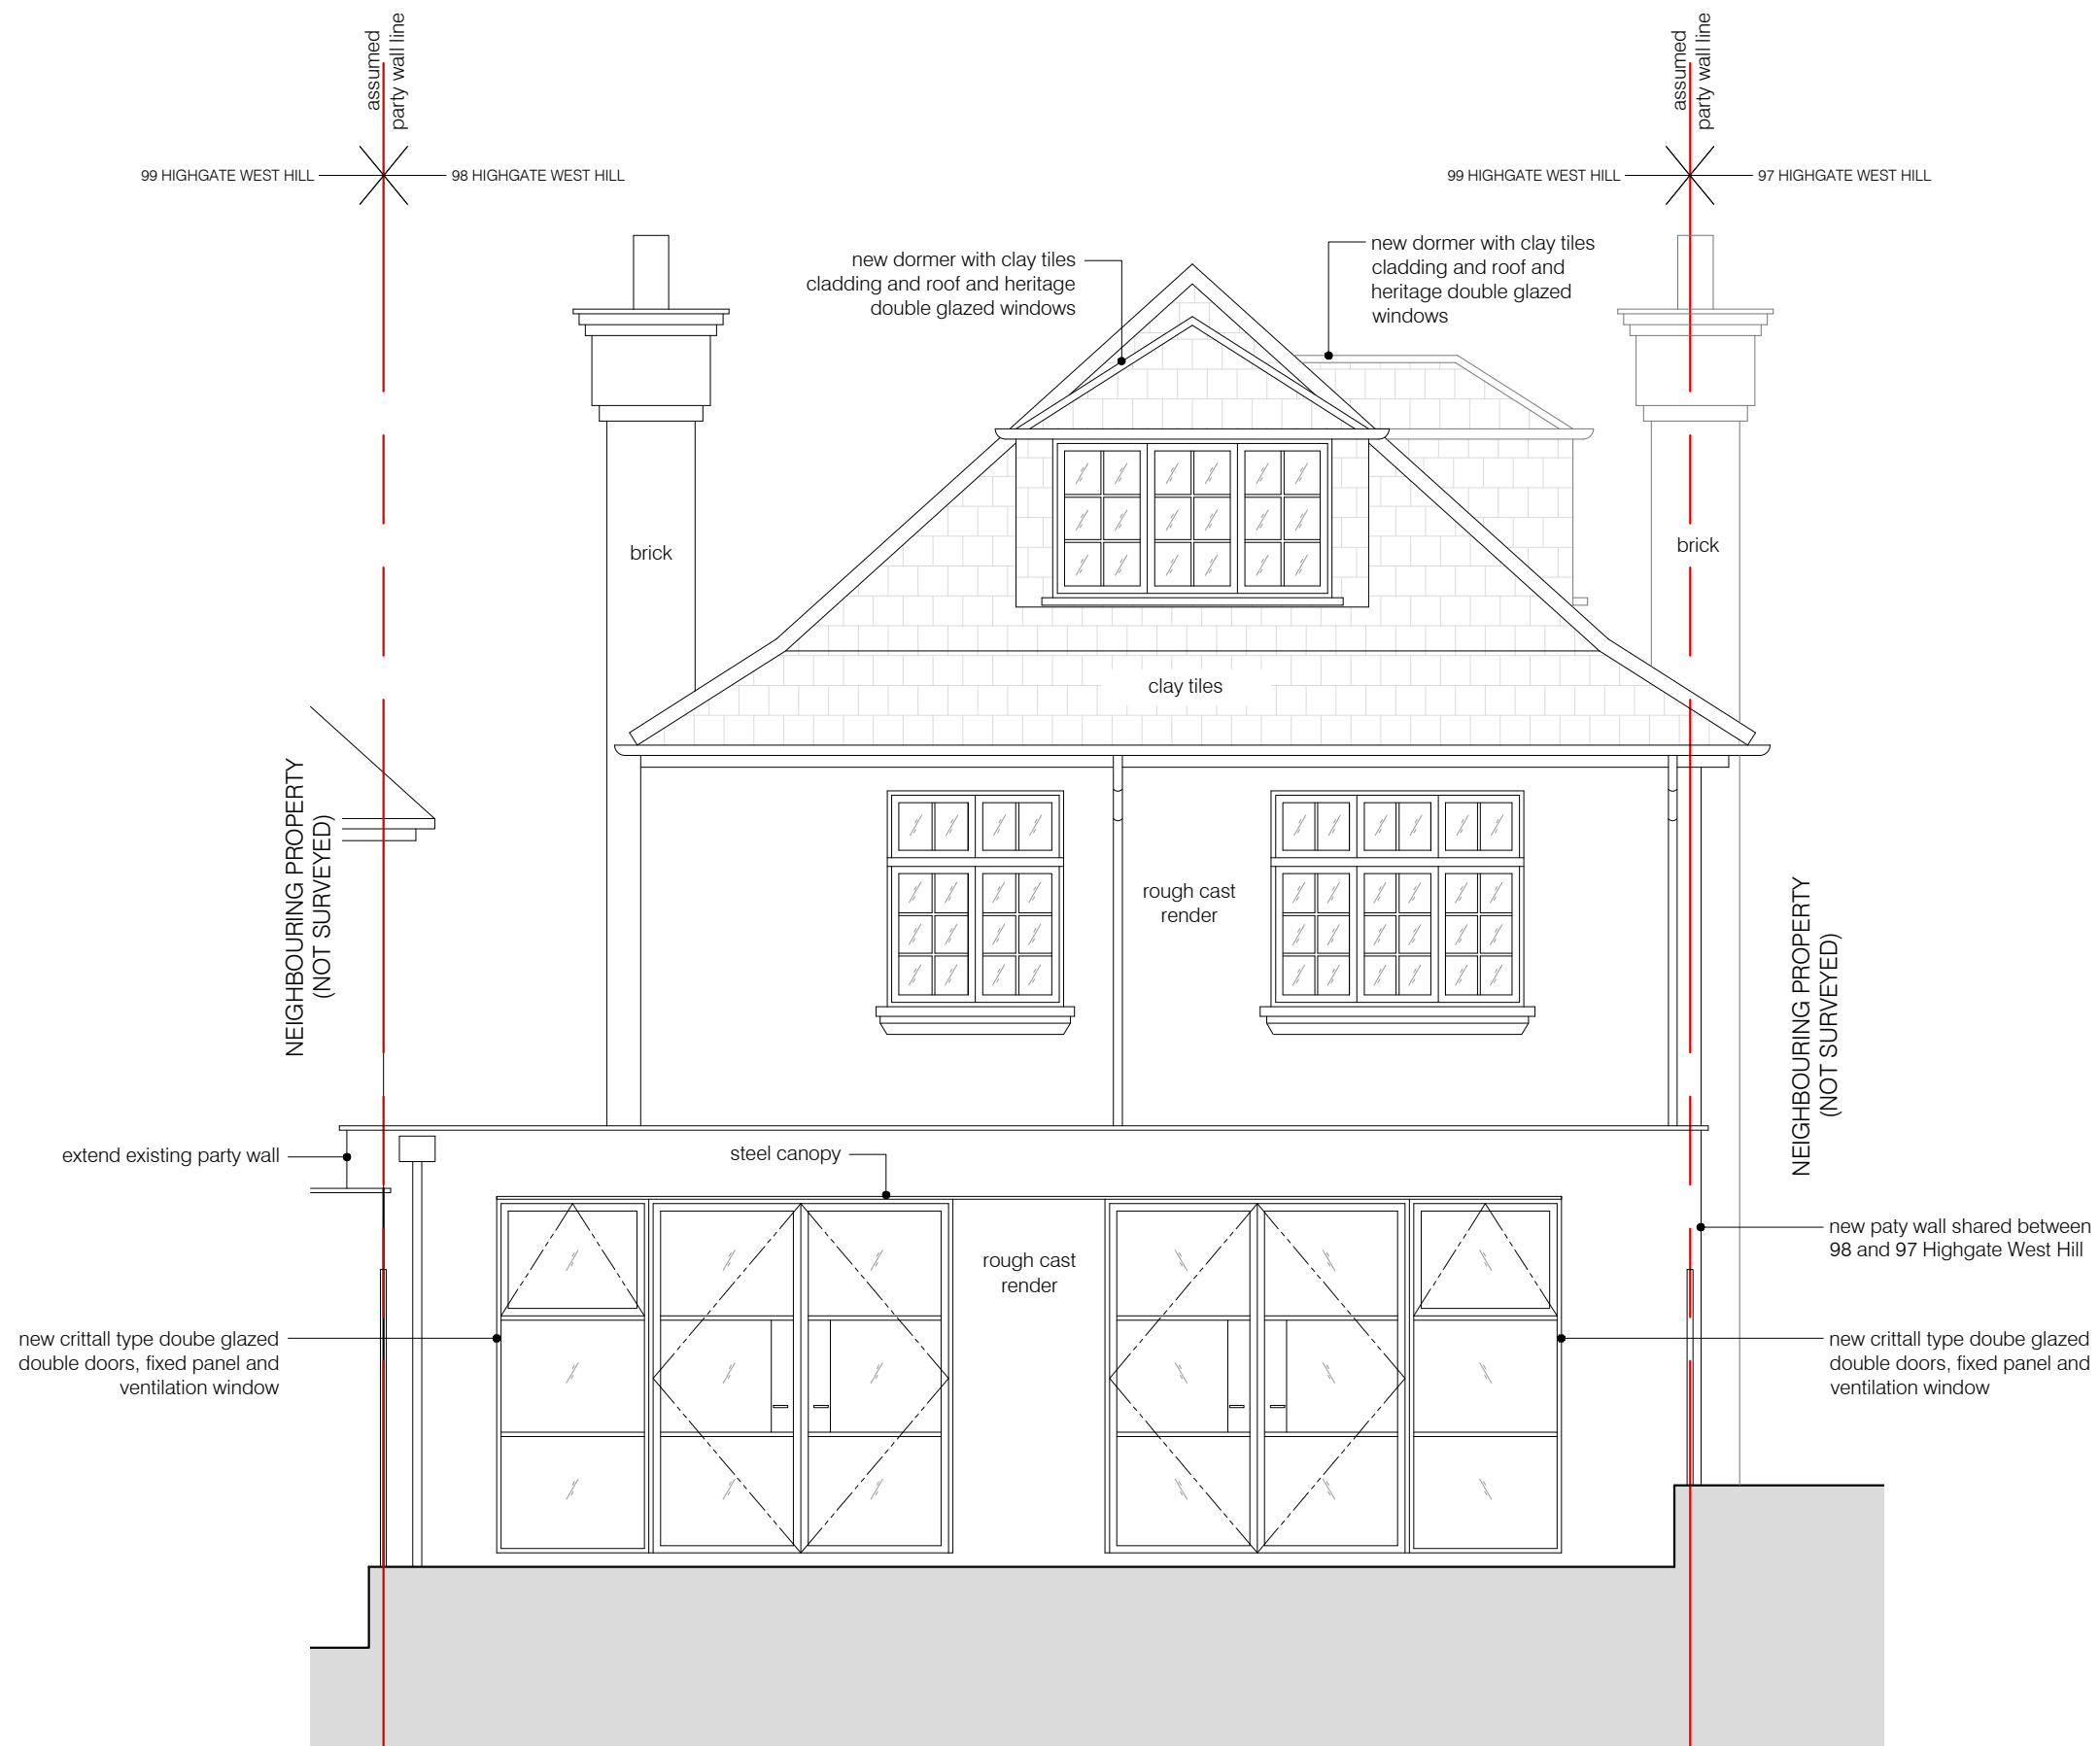 assumed
party wall line
assumed
party wall line
99 HIGHGATE WEST HILL
98 HIGHGATE WEST HILL
99 HIGHGATE WEST HILL
97 HIGHGATE WEST HILL
new dormer with clay tiles
cladding and roof and heritage
double glazed windows
new dormer with clay tiles
cladding and roof and
heritage double glazed
windows
brick
brick
clay tiles
NEIGHBOURING PROPERTY
(NOT SURVEYED)
rough cast
render
NEIGHBOURING PROPERTY
(NOT SURVEYED)
extend existing party wall
steel canopy
new paty wall shared between
98 and 97 Highgate West Hill
rough cast
render
new crittall type doube glazed
double doors, fixed panel and
ventilation window
new crittall type doube glazed
double doors, fixed panel and
ventilation window